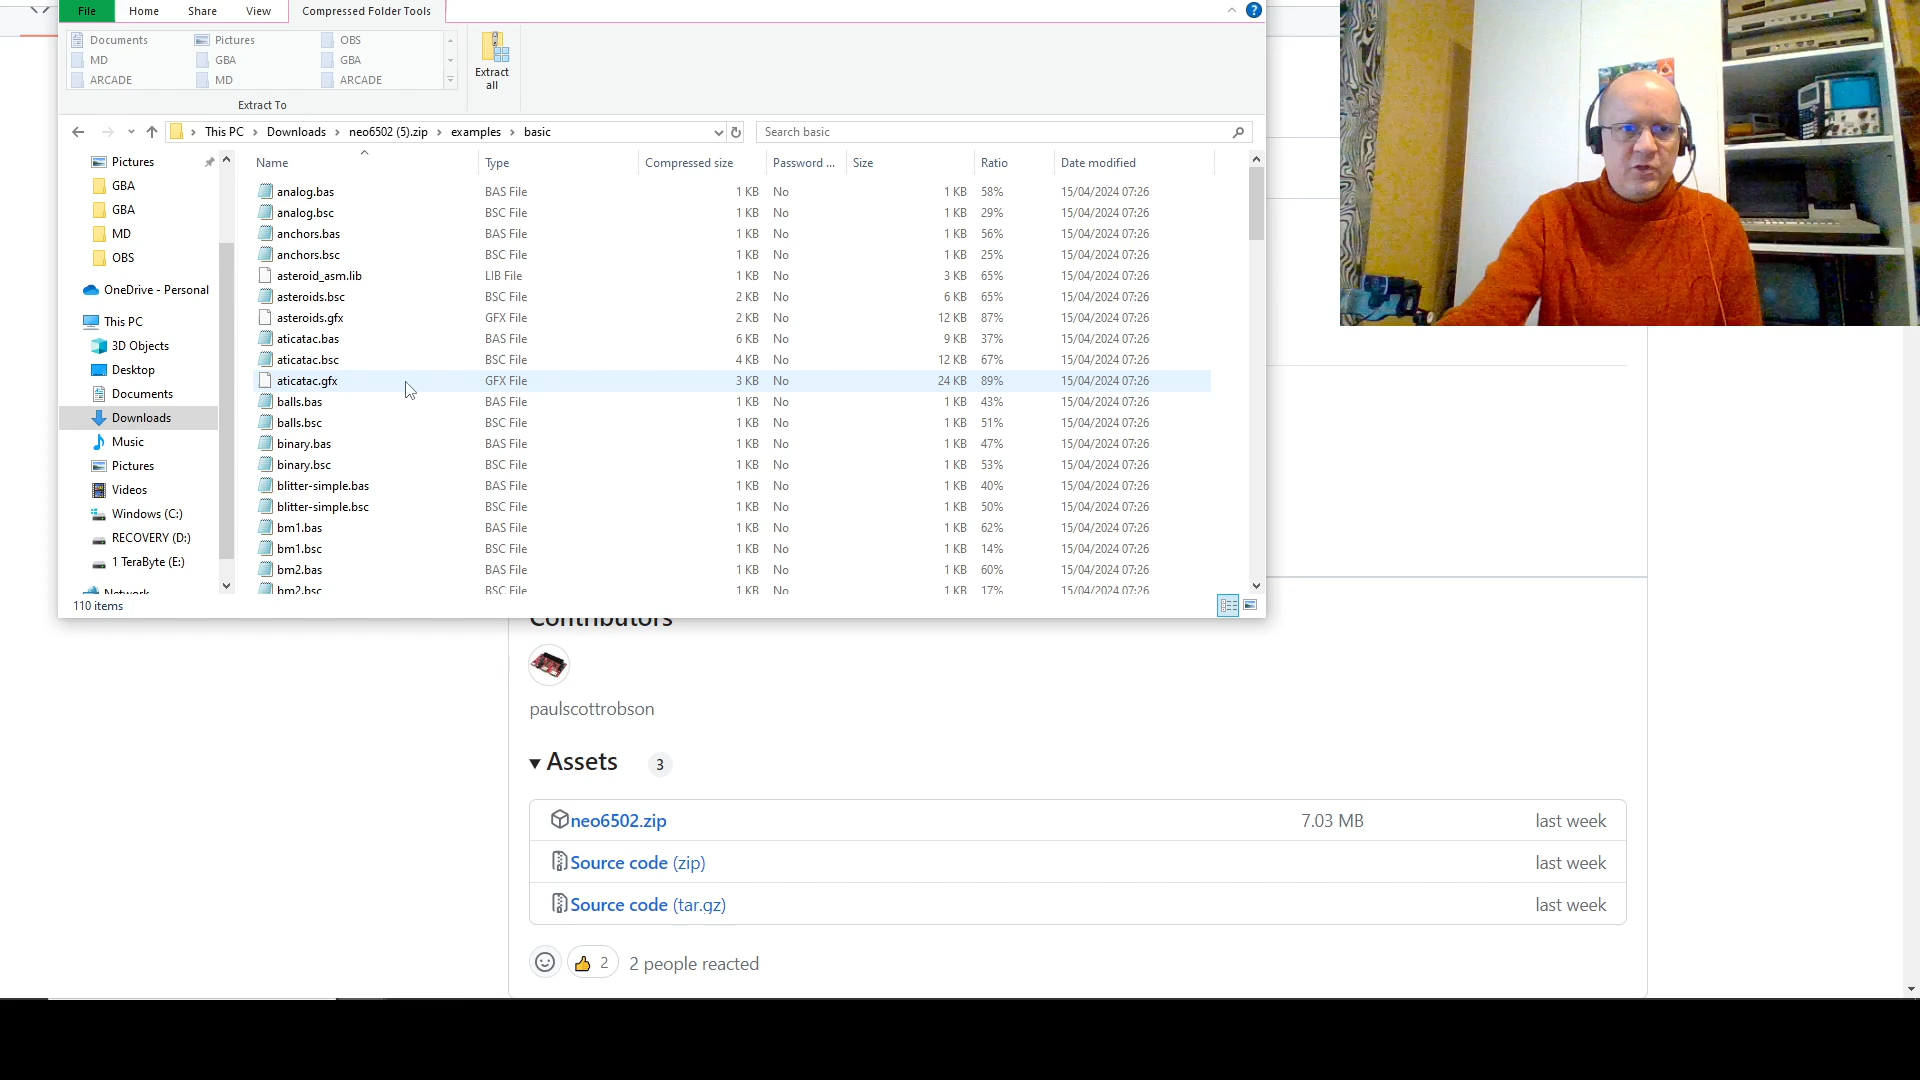 File Home Share View Compressed Folder Tools
Documents Pictures OBS
MD GBA GBA
ARCADE MD ARCADE
Extract To
Extract all
This PC > Downloads > neo6502 (5).zip > examples > basic
Search basic
Pictures
GBA
GBA
MD
OBS
OneDrive - Personal
This PC
3D Objects
Desktop
Documents
Downloads
Music
Pictures
Videos
Windows (C:)
RECOVERY (D:)
1 TeraByte (E:)
Network
Name Type Compressed size Password ... Size Ratio Date modified
analog.bas BAS File 1 KB No 1 KB 58% 15/04/2024 07:26
analog.bsc BSC File 1 KB No 1 KB 29% 15/04/2024 07:26
anchors.bas BAS File 1 KB No 1 KB 56% 15/04/2024 07:26
anchors.bsc BSC File 1 KB No 1 KB 25% 15/04/2024 07:26
asteroid_asm.lib LIB File 1 KB No 3 KB 65% 15/04/2024 07:26
asteroids.bsc BSC File 2 KB No 6 KB 65% 15/04/2024 07:26
asteroids.gfx GFX File 2 KB No 12 KB 87% 15/04/2024 07:26
aticatac.bas BAS File 6 KB No 9 KB 37% 15/04/2024 07:26
aticatac.bsc BSC File 4 KB No 12 KB 67% 15/04/2024 07:26
aticatac.gfx GFX File 3 KB No 24 KB 89% 15/04/2024 07:26
balls.bas BAS File 1 KB No 1 KB 43% 15/04/2024 07:26
balls.bsc BSC File 1 KB No 1 KB 51% 15/04/2024 07:26
binary.bas BAS File 1 KB No 1 KB 47% 15/04/2024 07:26
binary.bsc BSC File 1 KB No 1 KB 53% 15/04/2024 07:26
blitter-simple.bas BAS File 1 KB No 1 KB 40% 15/04/2024 07:26
blitter-simple.bsc BSC File 1 KB No 1 KB 50% 15/04/2024 07:26
bm1.bas BAS File 1 KB No 1 KB 62% 15/04/2024 07:26
bm1.bsc BSC File 1 KB No 1 KB 14% 15/04/2024 07:26
bm2.bas BAS File 1 KB No 1 KB 60% 15/04/2024 07:26
bm2.bsc BSC File 1 KB No 1 KB 17% 15/04/2024 07:26
110 items
Contributors
paulscottrobson
Assets 3
neo6502.zip 7.03 MB last week
Source code (zip) last week
Source code (tar.gz) last week
2 2 people reacted